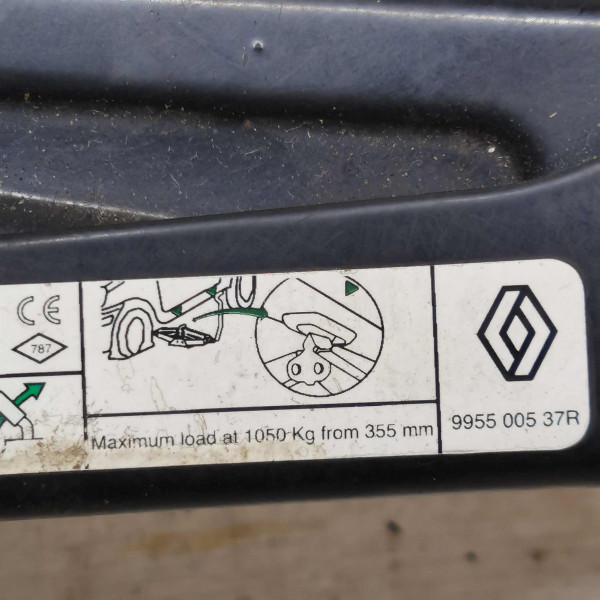 CE
787
Maximum load at 1050 Kg from 355 mm
9955 005 37R